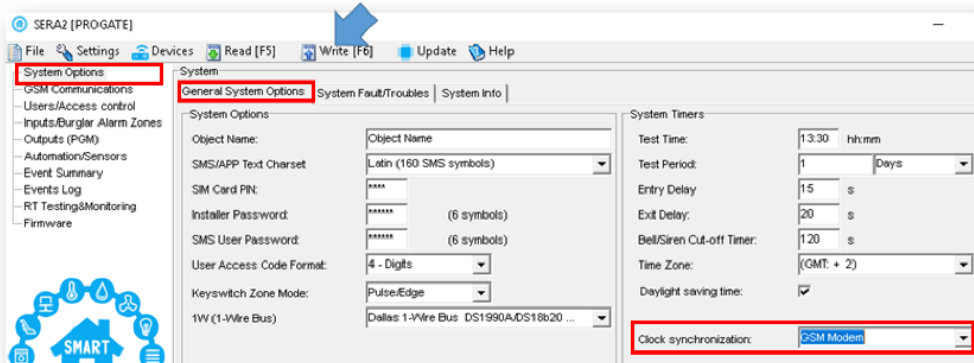 SERA2 [PROGATE]
File Settings Devices Read [F5] Write [F6] Update Help
System Options
GSM Communications
Users/Access control
Inputs/Burglar Alarm Zones
Outputs (PGM)
Automation/Sensors
Event Summary
Events Log
RT Testing&Monitoring
Firmware
SMART
System
General System Options System Fault/Troubles System Info
System Options
Object Name: Object Name
SMS/APP Text Charset Latin (160 SMS symbols)
SIM Card PIN: ****
Installer Password: ****** (6 symbols)
SMS User Password: ****** (6 symbols)
User Access Code Format: 4 - Digits
Keyswitch Zone Mode: Pulse/Edge
1W (1-Wire Bus) Dallas 1-Wire Bus DS1990A/DS18b20 ...
System Timers
Test Time: 13:30 hh:mm
Test Period: 1 Days
Entry Delay 15 s
Exit Delay: 20 s
Bell/Siren Cut-off Timer: 120 s
Time Zone: (GMT: + 2)
Daylight saving time:
Clock synchronization: GSM Modem